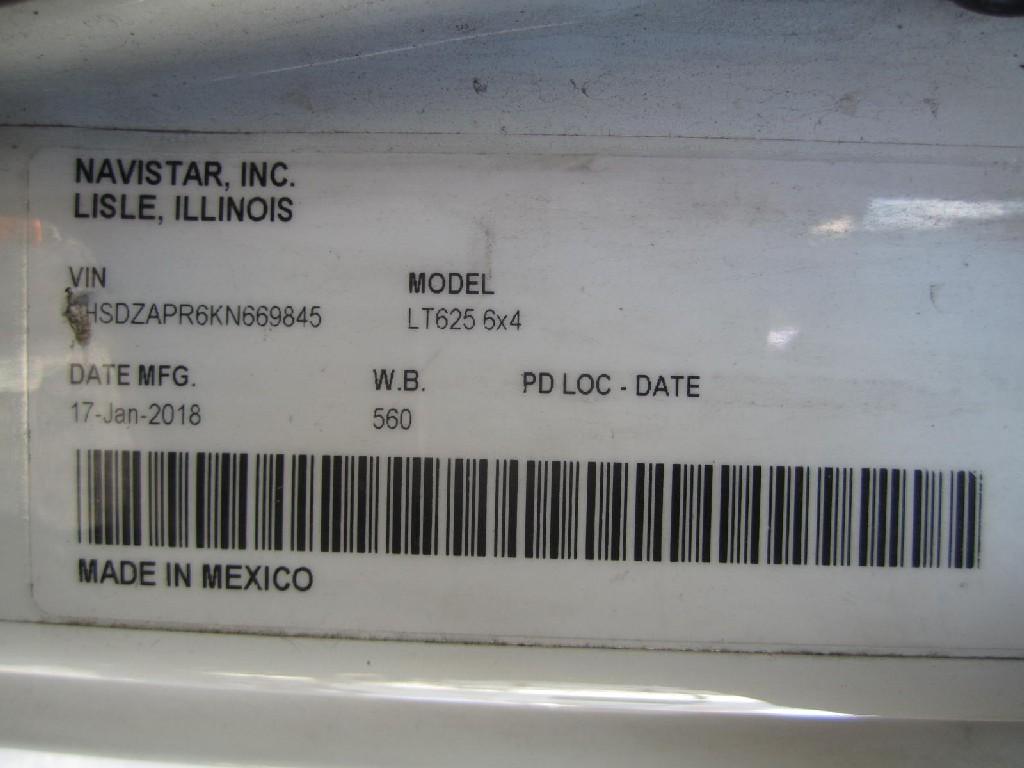 NAVISTAR, INC.
LISLE, ILLINOIS
VIN MODEL
HSDZAPR6KN669845 LT625 6x4
DATE MFG. W.B. PD LOC - DATE
17-Jan-2018 560
MADE IN MEXICO